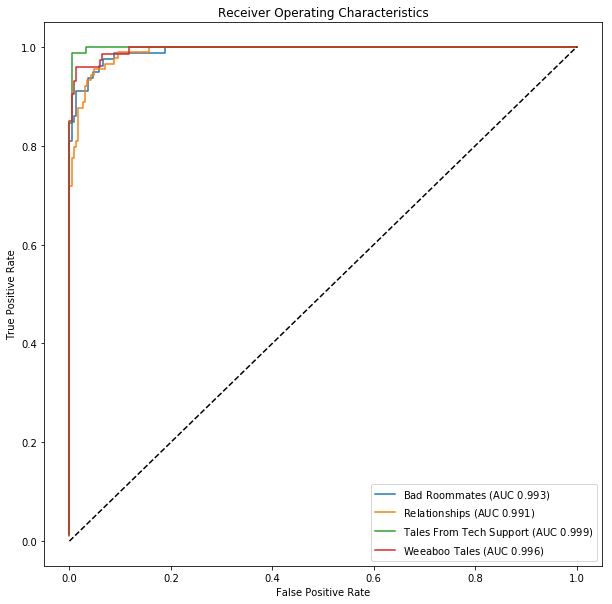 Receiver Operating Characteristics
True Positive Rate
1.0
0.8
0.6
0.4
0.2
0.0
Bad Roommates (AUC 0.993)
Relationships (AUC 0.991)
Tales From Tech Support (AUC 0.999)
Weeaboo Tales (AUC 0.996)
0.0 0.2 0.4 0.6 0.8 1.0
False Positive Rate